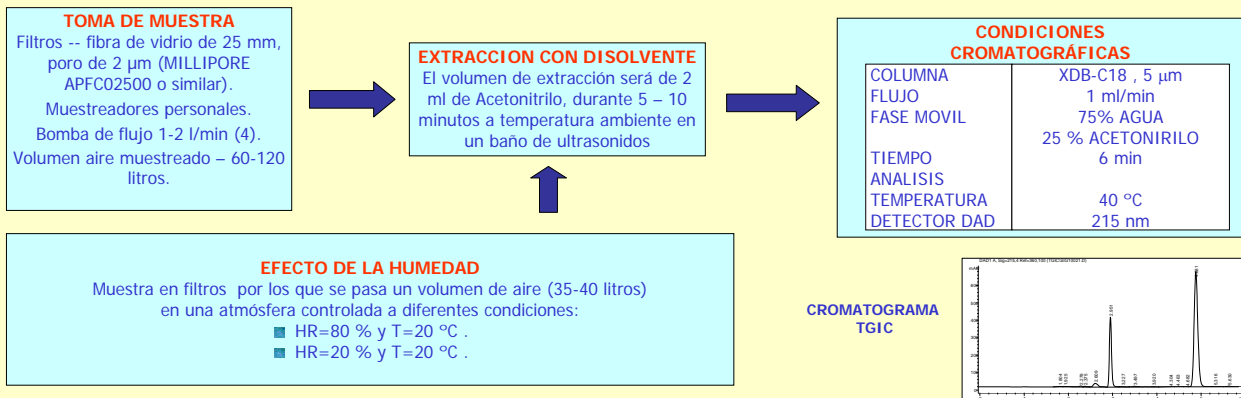 TOMA DE MUESTRA
Filtros -- fibra de vidrio de 25 mm,
poro de 2 µm (MILLIPORE
APFC02500 o similar).
Muestreadores personales.
Bomba de flujo 1-2 l/min (4).
Volumen aire muestreado – 60-120
litros.
EXTRACCION CON DISOLVENTE
El volumen de extracción será de 2
ml de Acetonitrilo, durante 5 – 10
minutos a temperatura ambiente en
un baño de ultrasonidos
CONDICIONES
CROMATOGRÁFICAS
COLUMNA XDB-C18 , 5 µm
FLUJO 1 ml/min
FASE MOVIL 75% AGUA
25 % ACETONIRILO
TIEMPO 6 min
ANALISIS
TEMPERATURA 40 ºC
DETECTOR DAD 215 nm
EFECTO DE LA HUMEDAD
Muestra en filtros por los que se pasa un volumen de aire (35-40 litros)
en una atmósfera controlada a diferentes condiciones:
HR=80 % y T=20 ºC .
HR=20 % y T=20 ºC .
CROMATOGRAMA
TGIC